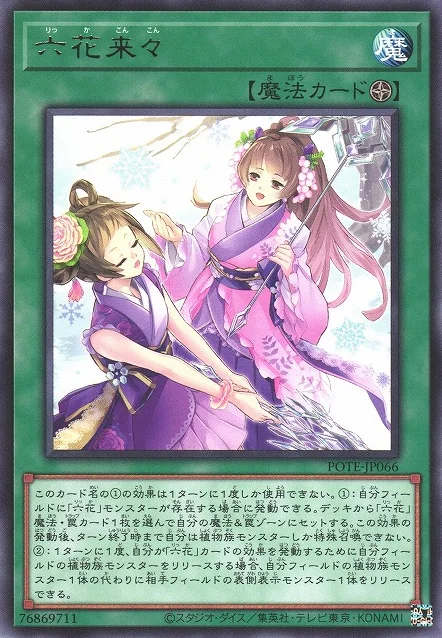 りっかこんこん
六花来々
魔
まほう
【魔法カード】
POTE-JP066
このカード名の①の効果は1ターンに1度しか使用できない。①:自分フィー
ルドに「六花」モンスターが存在する場合に発動できる。デッキから「六花」
魔法・罠カード1枚を選んで自分の魔法&罠ゾーンにセットする。この効果の
発動後、ターン終了時まで自分は植物族モンスターしか特殊召喚できない。
②:1ターンに1度、自分が「六花」カードの効果を発動するために自分フィー
ルドの植物族モンスターをリリースする場合、自分フィールドの植物族モン
スター1体の代わりに相手フィールドの表側表示モンスター1体をリリース
できる。
76869711
©スタジオ・ダイス/集英社・テレビ東京・KONAMI